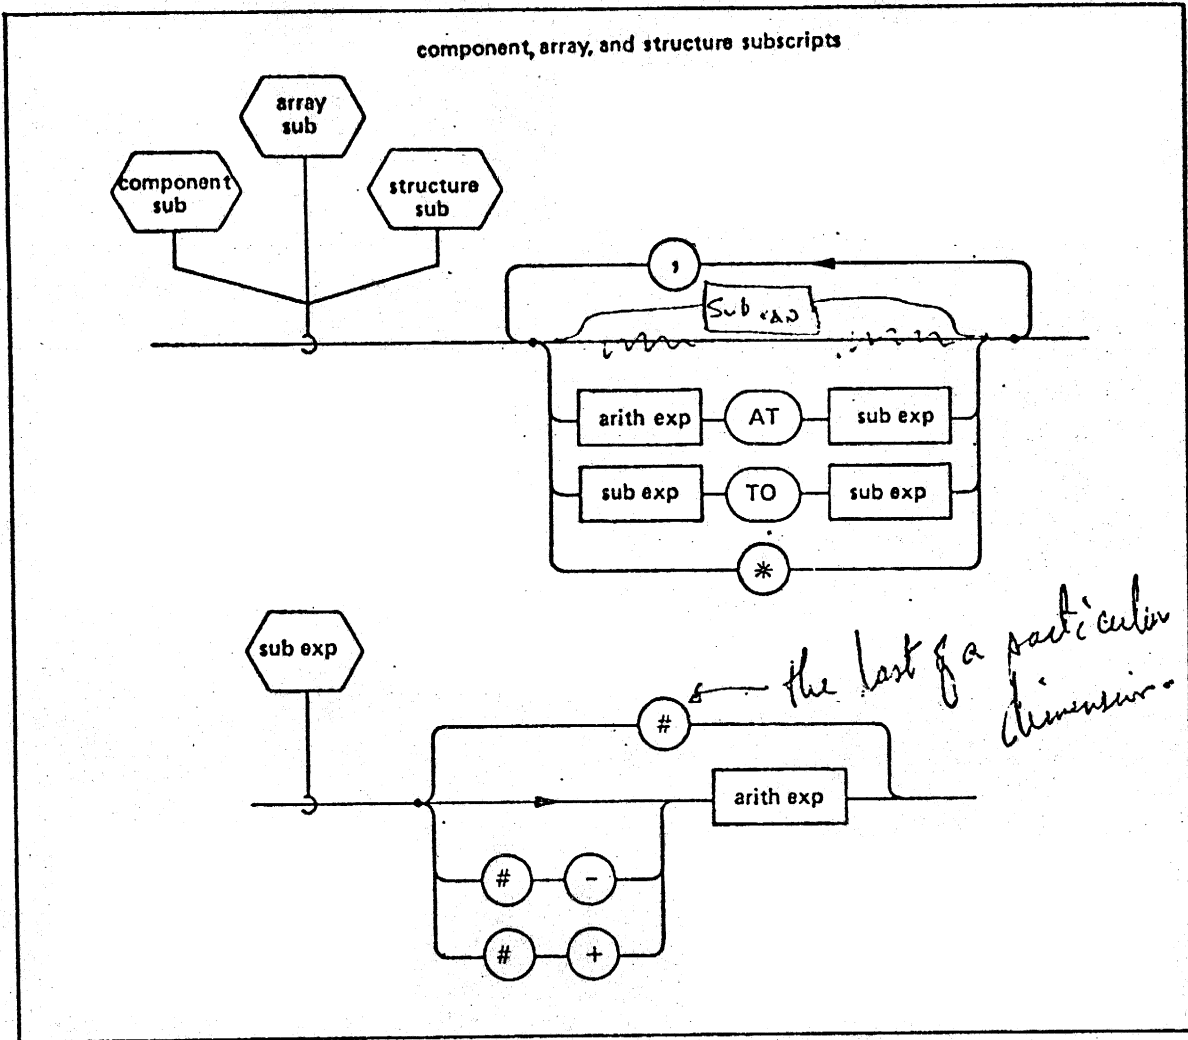 component, array, and structure subscripts
array
sub
component
sub
structure
sub
,
Sub
arith exp AT sub exp
sub exp TO sub exp
*
sub exp
# ← the last of a particular
dimension.
arith exp
# -
# +